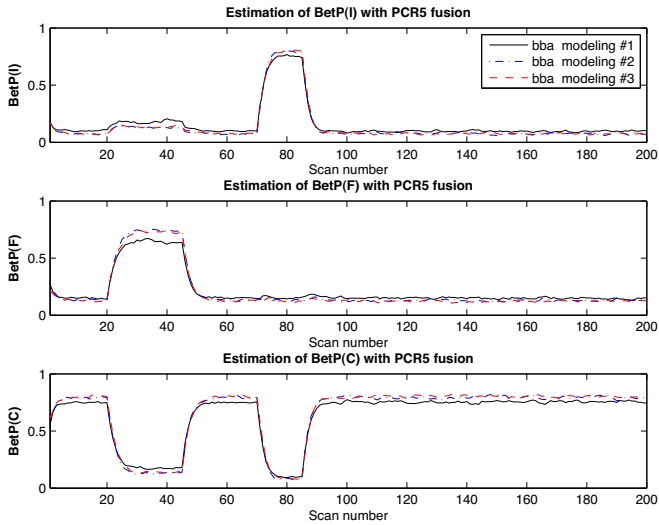 Estimation of BetP(I) with PCR5 fusion
1
0.5
0
BetP(I)
20 40 60 80 100 120 140 160 180 200
Scan number
bba modeling #1
bba modeling #2
bba modeling #3
Estimation of BetP(F) with PCR5 fusion
1
0.5
0
BetP(F)
20 40 60 80 100 120 140 160 180 200
Scan number
Estimation of BetP(C) with PCR5 fusion
1
0.5
0
BetP(C)
20 40 60 80 100 120 140 160 180 200
Scan number